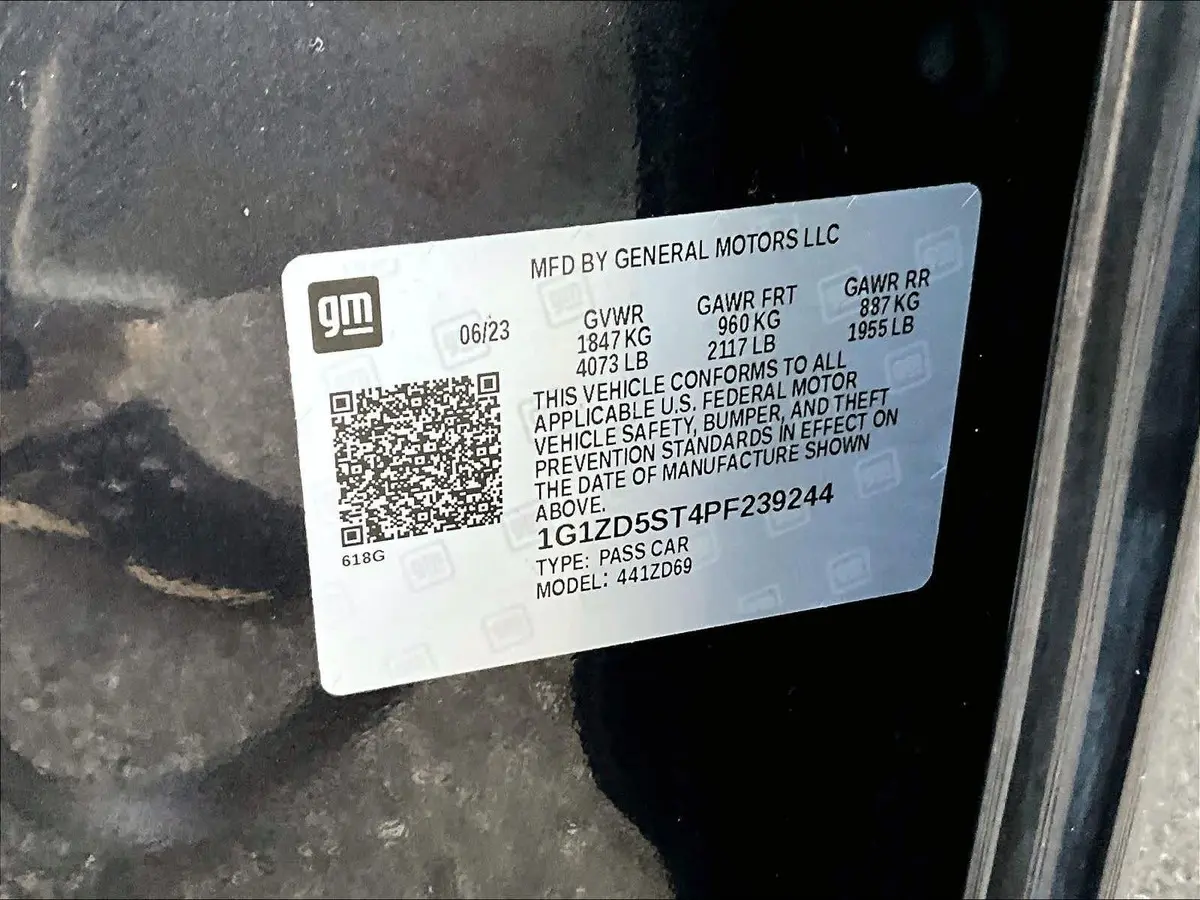 MFD BY GENERAL MOTORS LLC
gm
06/23
GVWR
1847 KG
4073 LB
GAWR FRT
960 KG
2117 LB
GAWR RR
887 KG
1955 LB
THIS VEHICLE CONFORMS TO ALL
APPLICABLE U.S. FEDERAL MOTOR
VEHICLE SAFETY, BUMPER, AND THEFT
PREVENTION STANDARDS IN EFFECT ON
THE DATE OF MANUFACTURE SHOWN
ABOVE.
1G1ZD5ST4PF239244
TYPE: PASS CAR
MODEL: 441ZD69
618G